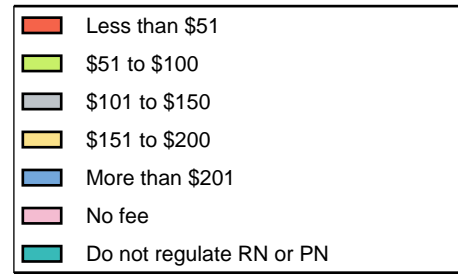 Less than $51
$51 to $100
$101 to $150
$151 to $200
More than $201
No fee
Do not regulate RN or PN